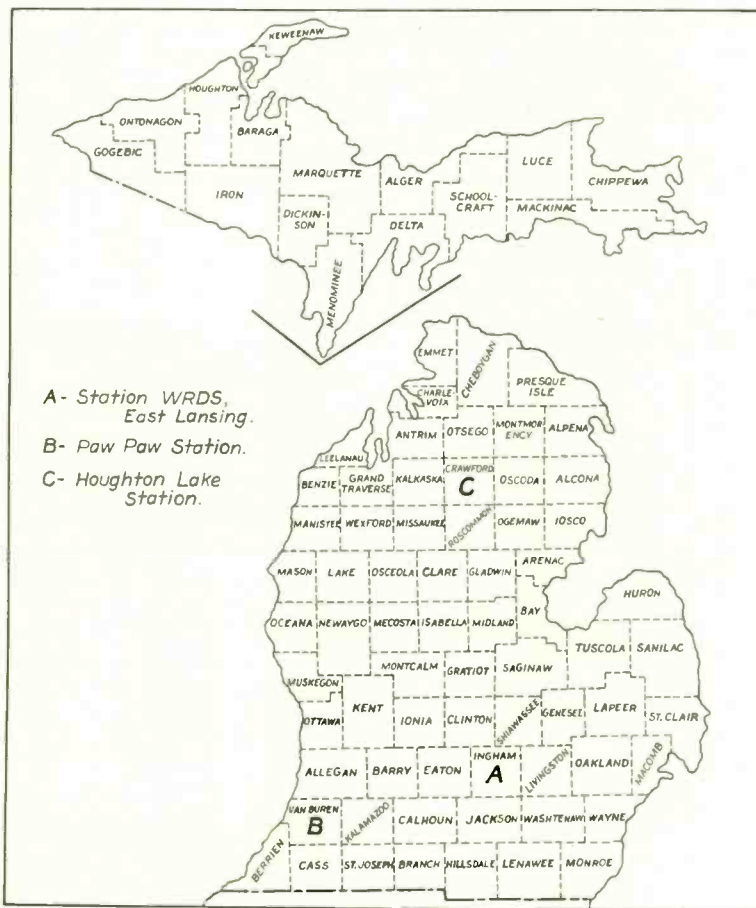 KEWEENAW
HOUGHTON
ONTONAGON
BARAGA
GOGEBIC
MARQUETTE
ALGER
LUCE
CHIPPEWA
IRON
SCHOOL-
CRAFT
MACKINAC
DICKIN-
SON
DELTA
MENOMINEE
A- Station WRDS,
East Lansing.
B- Paw Paw Station.
C- Houghton Lake
Station.
EMMET
CHEBOYGAN
PRESQUE
ISLE
CHARLE
VOIX
ANTRIM
OTSEGO
MONTMOR
ENCY
ALPENA
LEELANAU
BENZIE
GRAND
TRAVERSE
KALKASKA
CRAWFORD
C
OSCODA
ALCONA
MANISTEE
WEXFORD
MISSAUKEE
ROSCOMMON
OGEMAW
IOSCO
ARENAC
MASON
LAKE
OSCEOLA
CLARE
GLADWIN
HURON
BAY
OCEANA
NEWAYGO
MECOSTA
ISABELLA
MIDLAND
TUSCOLA
SANILAC
MONTCALM
GRATIOT
SAGINAW
MUSKEGON
KENT
OTTAWA
IONIA
CLINTON
SHIAWASSEE
GENESEE
LAPEER
ST. CLAIR
ALLEGAN
BARRY
EATON
INGHAM
A
LIVINGSTON
OAKLAND
MACOMB
VAN BUREN
B
KALAMAZOO
CALHOUN
JACKSON
WASHTENAW
WAYNE
BERRIEN
CASS
ST. JOSEPH
BRANCH
HILLSDALE
LENAWEE
MONROE